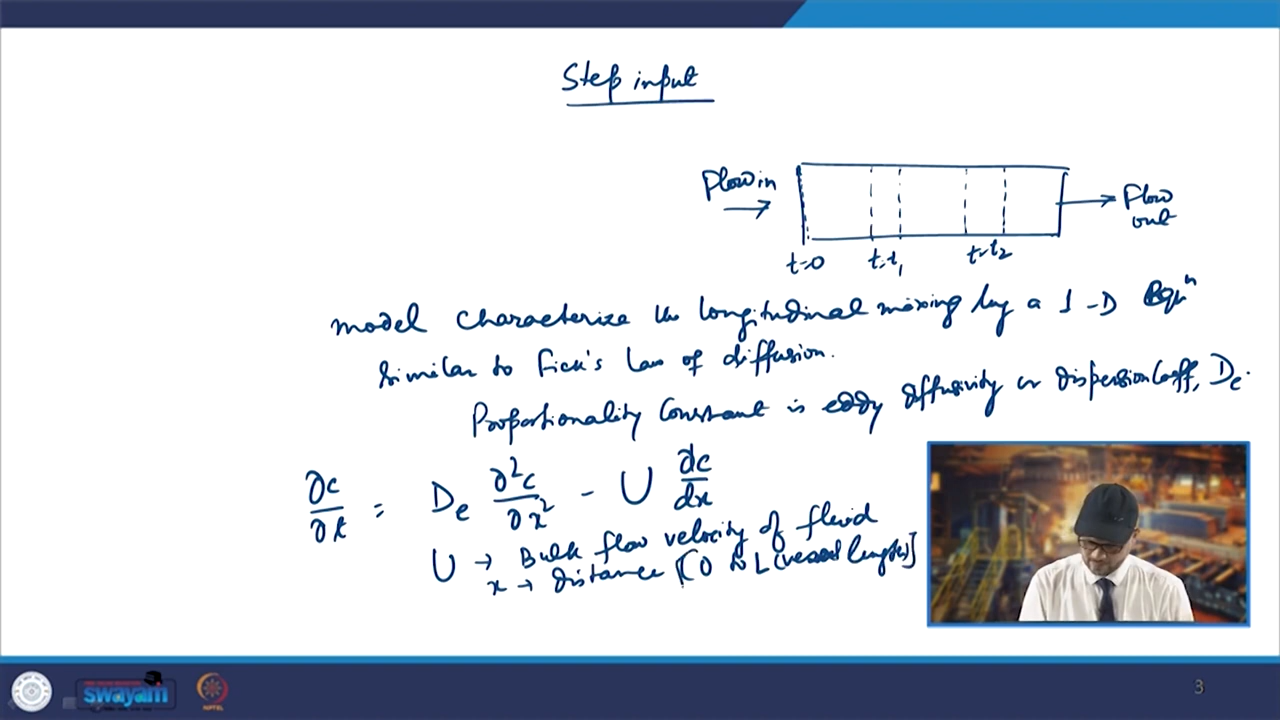 Step input
Flow in
Flow out
t=0 t=t₁ t=t₂
model characterize the longitudinal mixing by a 1-D Eqnⁿ
Similar to Fick's Law of diffusion.
Proportionality Constant is eddy diffusivity or dispersion Coeff, De.
∂c/∂t = De ∂²c/∂x² - U dc/dx
U → Bulk flow velocity of fluid
x → distance [0 to L (vessel length)]
swayam
NPTEL
3